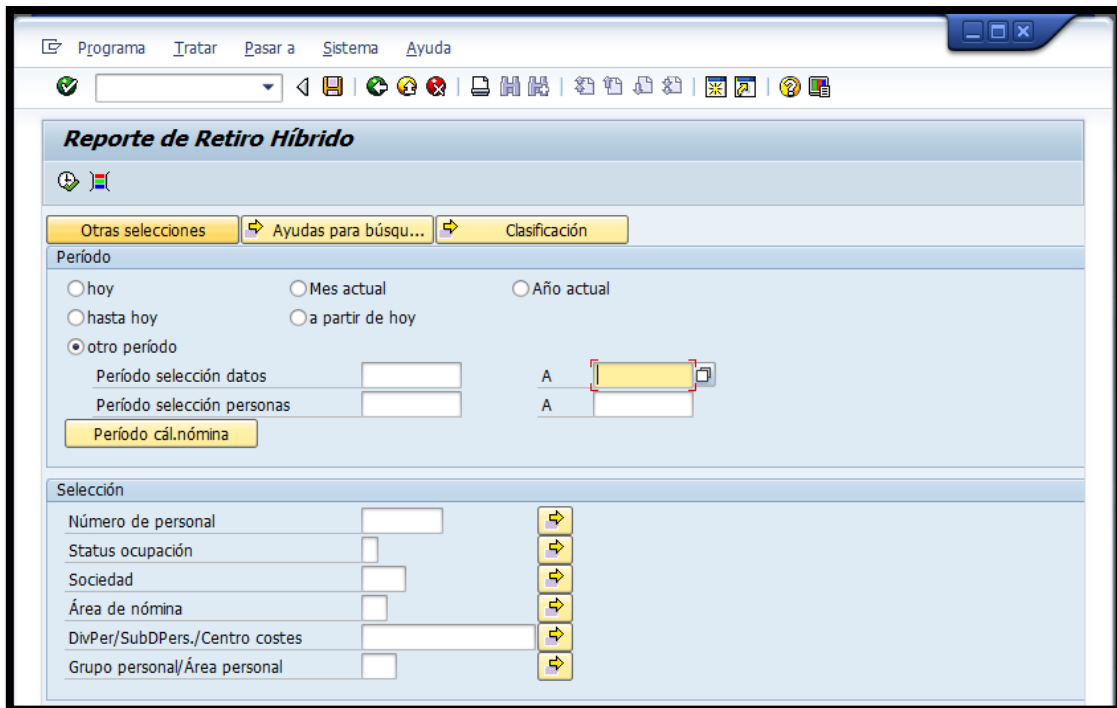 Programa Tratar Pasar a Sistema Ayuda
Reporte de Retiro Híbrido
Otras selecciones Ayudas para búsqu... Clasificación
Período
hoy Mes actual Año actual
hasta hoy a partir de hoy
otro período
Período selección datos A
Período selección personas A
Período cál.nómina
Selección
Número de personal
Status ocupación
Sociedad
Área de nómina
DivPer/SubDPers./Centro costes
Grupo personal/Área personal